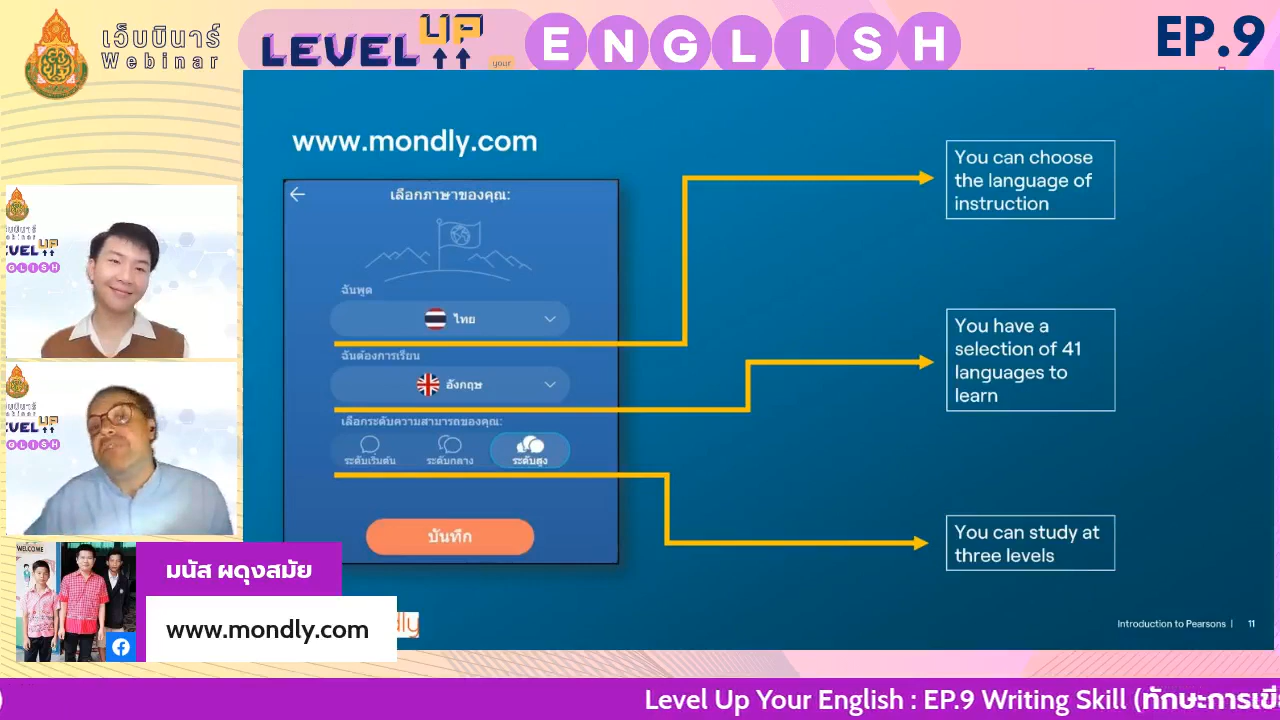 เว็บบินาร์
Webinar
LEVEL UP
your
ENGLISH
EP.9
www.mondly.com
เลือกภาษาของคุณ:
ฉันพูด
ไทย
ฉันต้องการเรียน
อังกฤษ
เลือกระดับความสามารถของคุณ:
ระดับเริ่มต้น
ระดับกลาง
ระดับสูง
บันทึก
You can choose
the language of
instruction
You have a
selection of 41
languages to
learn
You can study at
three levels
Introduction to Pearsons | 11
WELCOME
มนัส ผดุงสมัย
www.mondly.com
Level Up Your English : EP.9 Writing Skill (ทักษะการเขี